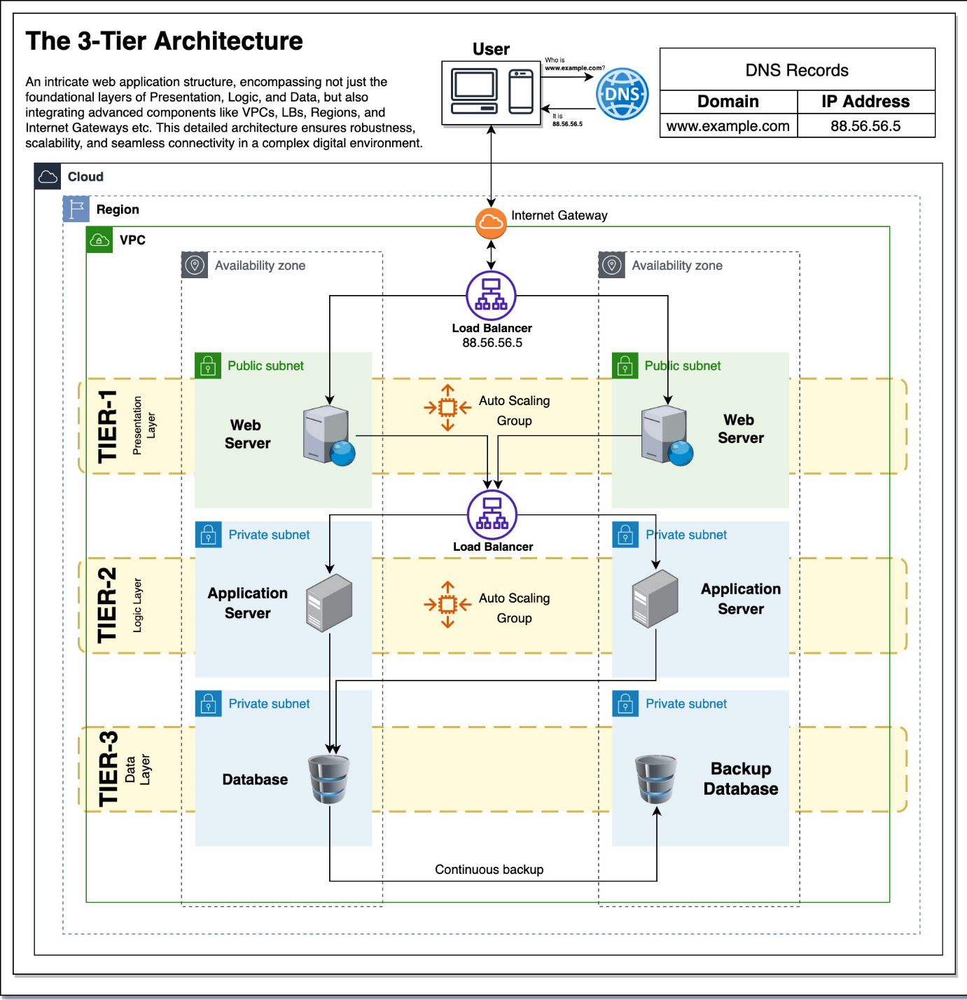 The 3-Tier Architecture
An intricate web application structure, encompassing not just the
foundational layers of Presentation, Logic, and Data, but also
integrating advanced components like VPCs, LBs, Regions, and
Internet Gateways etc. This detailed architecture ensures robustness,
scalability, and seamless connectivity in a complex digital environment.
User
Who is
www.example.com?
DNS
It is
88.56.56.5
DNS Records
Domain
IP Address
www.example.com
88.56.56.5
Cloud
Region
Internet Gateway
VPC
Availability zone
Availability zone
Load Balancer
88.56.56.5
Public subnet
Public subnet
TIER-1
Presentation
Layer
Web
Server
Auto Scaling
Group
Web
Server
Load Balancer
Private subnet
Private subnet
TIER-2
Logic Layer
Application
Server
Auto Scaling
Group
Application
Server
Private subnet
Private subnet
TIER-3
Data
Layer
Database
Backup
Database
Continuous backup